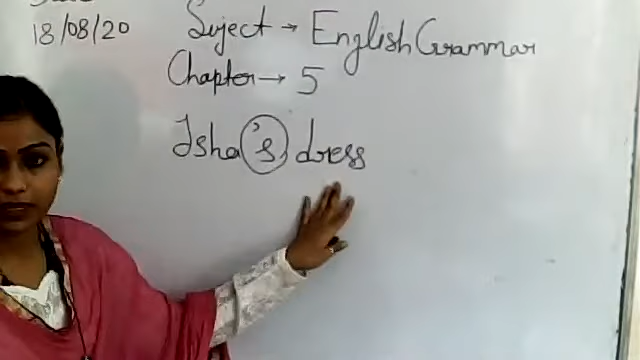 18/08/20
Suject → English Grammar
Chapter → 5
Isha's dress